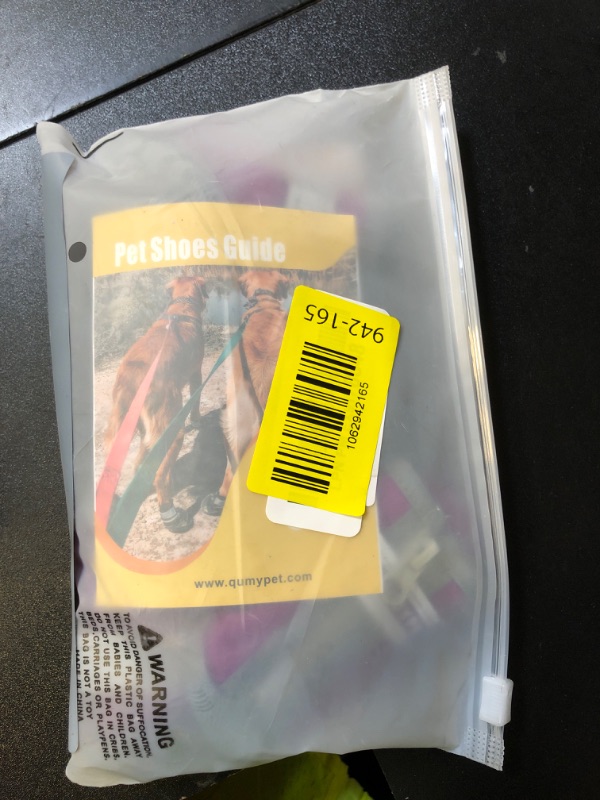 Pet Shoes Guide
942-165
1062942165
www.qumypet.com
WARNING
TO AVOID DANGER OF SUFFOCATION,
KEEP THIS PLASTIC BAG AWAY
FROM BABIES AND CHILDREN.
DO NOT USE THIS BAG IN CRIBS,
BEDS,CARRIAGES OR PLAYPENS.
THIS BAG IS NOT A TOY
MADE IN CHINA